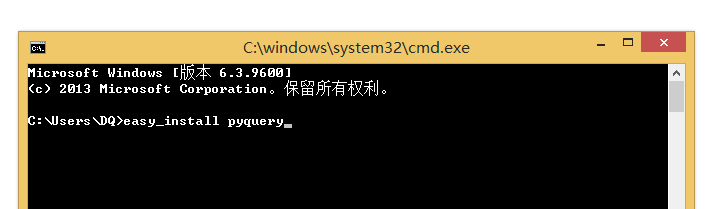 C:\windows\system32\cmd.exe
Microsoft Windows [版本 6.3.9600]
(c) 2013 Microsoft Corporation。保留所有权利。
C:\Users\DQ>easy_install pyquery_